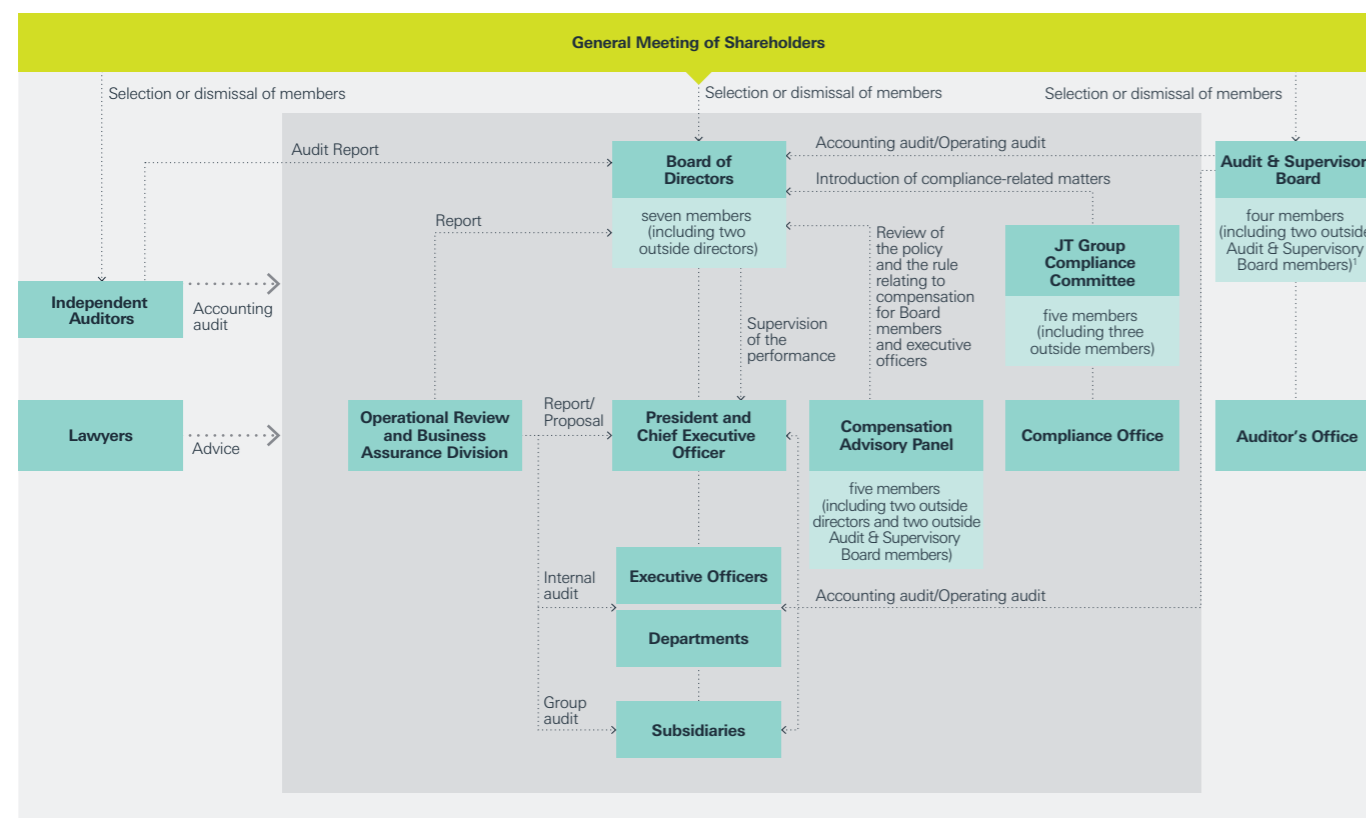 General Meeting of Shareholders
Selection or dismissal of members
Selection or dismissal of members
Selection or dismissal of members
Audit Report
Board of
Directors
seven members
(including two
outside directors)
Accounting audit/Operating audit
Introduction of compliance-related matters
Audit & Supervisor
Board
four members
(including two outside
Audit & Supervisory
Board members)¹
Report
Review of
the policy
and the rule
relating to
compensation
for Board
members
and executive
officers
JT Group
Compliance
Committee
five members
(including three
outside members)
Independent
Auditors
Accounting
audit
Supervision
of the
performance
Lawyers
Advice
Operational Review
and Business
Assurance Division
Report/
Proposal
President and
Chief Executive
Officer
Compensation
Advisory Panel
five members
(including two outside
directors and two outside
Audit & Supervisory
Board members)
Compliance Office
Auditor's Office
Internal
audit
Executive Officers
Departments
Accounting audit/Operating audit
Group
audit
Subsidiaries